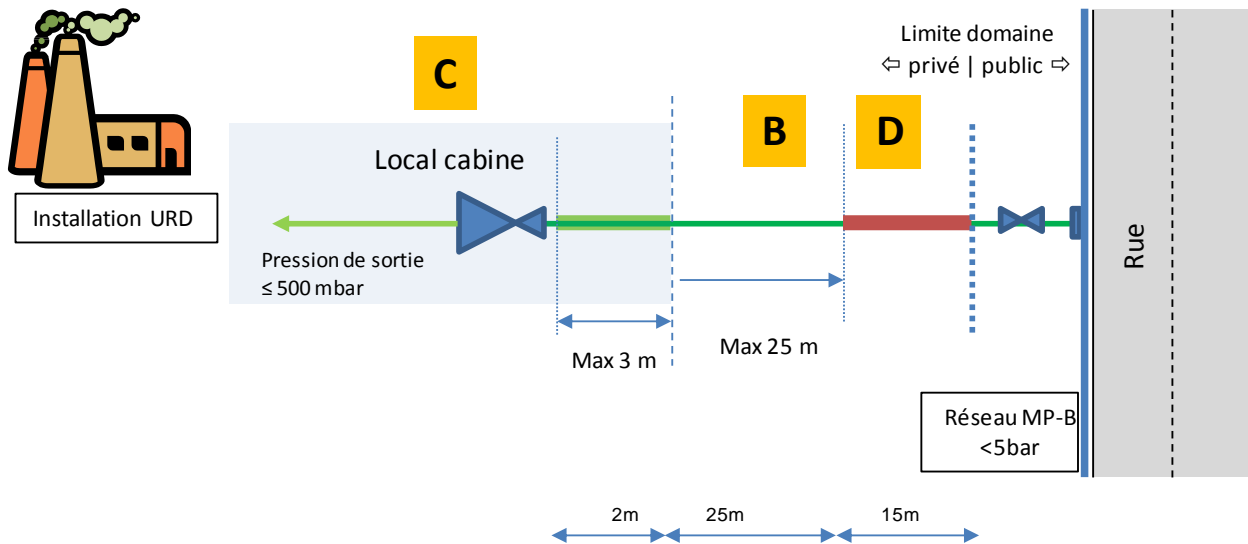 C
Limite domaine
⇦ privé | public ⇨
B
D
Local cabine
Installation URD
Pression de sortie
≤ 500 mbar
Rue
Max 3 m
Max 25 m
Réseau MP-B
<5bar
2m
25m
15m